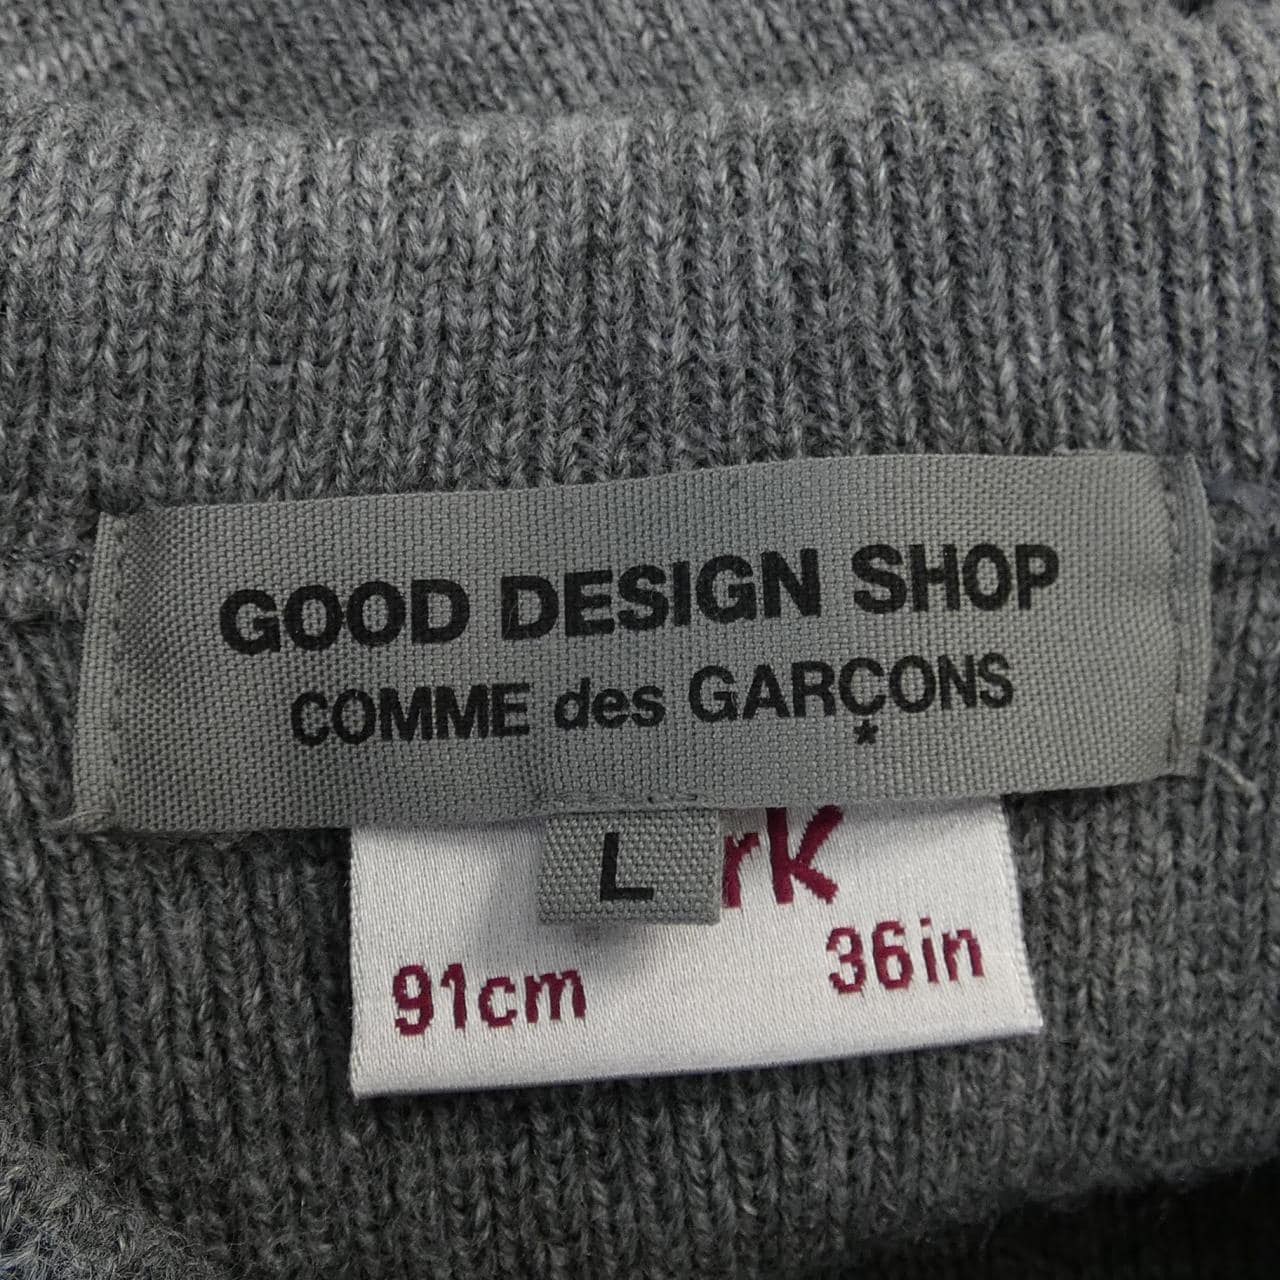 GOOD DESIGN SHOP
COMME des GARÇONS
*
L
91cm 36in